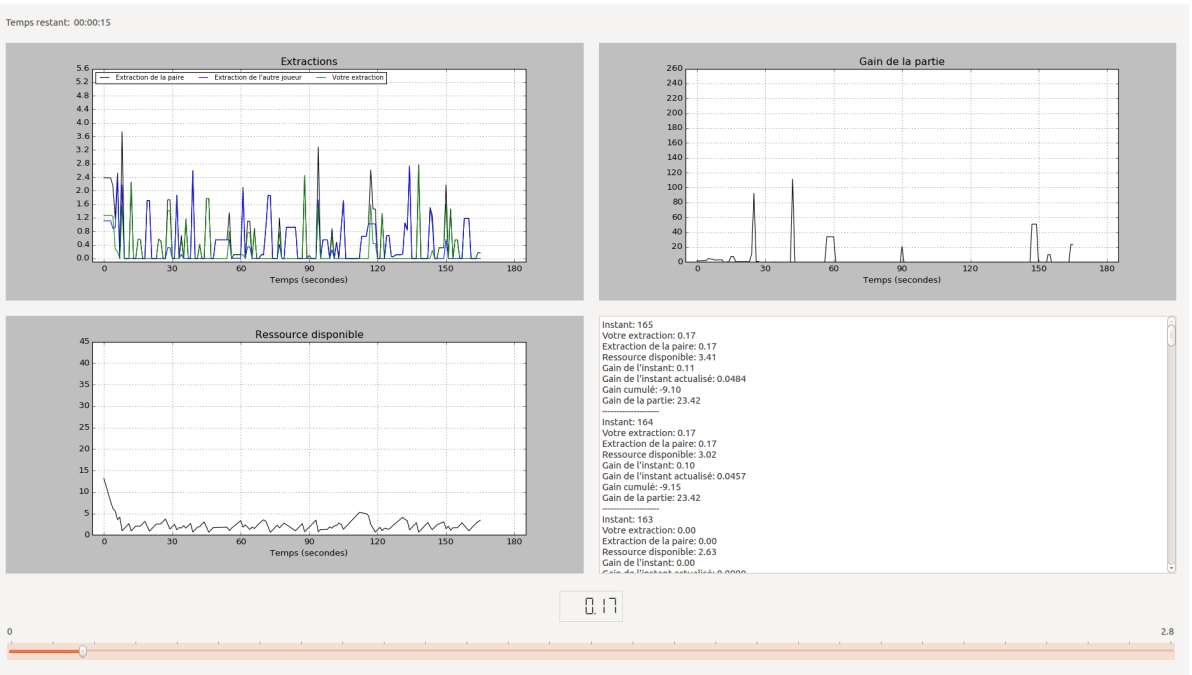 Temps restant: 00:00:15
Extractions
Extraction de la paire
Extraction de l'autre joueur
Votre extraction
5.6
5.2
4.8
4.4
4.0
3.6
3.2
2.8
2.4
2.0
1.6
1.2
0.8
0.4
0.0
0 30 60 90 120 150 180
Temps (secondes)
Gain de la partie
260
240
220
200
180
160
140
120
100
80
60
40
20
0
0 30 60 90 120 150 180
Temps (secondes)
Ressource disponible
45
40
35
30
25
20
15
10
5
0
0 30 60 90 120 150 180
Temps (secondes)
Instant: 165
Votre extraction: 0.17
Extraction de la paire: 0.17
Ressource disponible: 3.41
Gain de l'instant: 0.11
Gain de l'instant actualisé: 0.0484
Gain cumulé: -9.10
Gain de la partie: 23.42
--------------------
Instant: 164
Votre extraction: 0.17
Extraction de la paire: 0.17
Ressource disponible: 3.02
Gain de l'instant: 0.10
Gain de l'instant actualisé: 0.0457
Gain cumulé: -9.15
Gain de la partie: 23.42
--------------------
Instant: 163
Votre extraction: 0.00
Extraction de la paire: 0.00
Ressource disponible: 2.63
Gain de l'instant: 0.00
Gain de l'instant actualisé: 0.0000
0.17
0
2.8